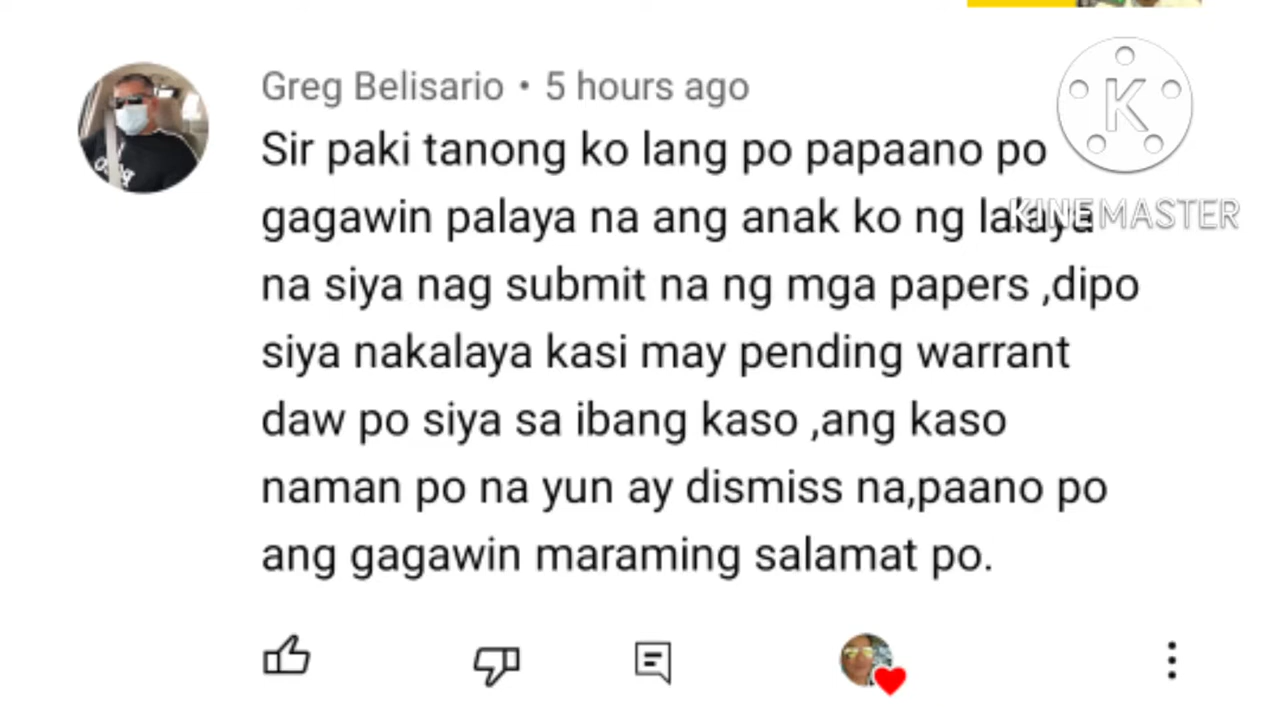 Greg Belisario • 5 hours ago
Sir paki tanong ko lang po papaano po
gagawin palaya na ang anak ko ng lalaya
na siya nag submit na ng mga papers ,dipo
siya nakalaya kasi may pending warrant
daw po siya sa ibang kaso ,ang kaso
naman po na yun ay dismiss na,paano po
ang gagawin maraming salamat po.
K
KINEMASTER